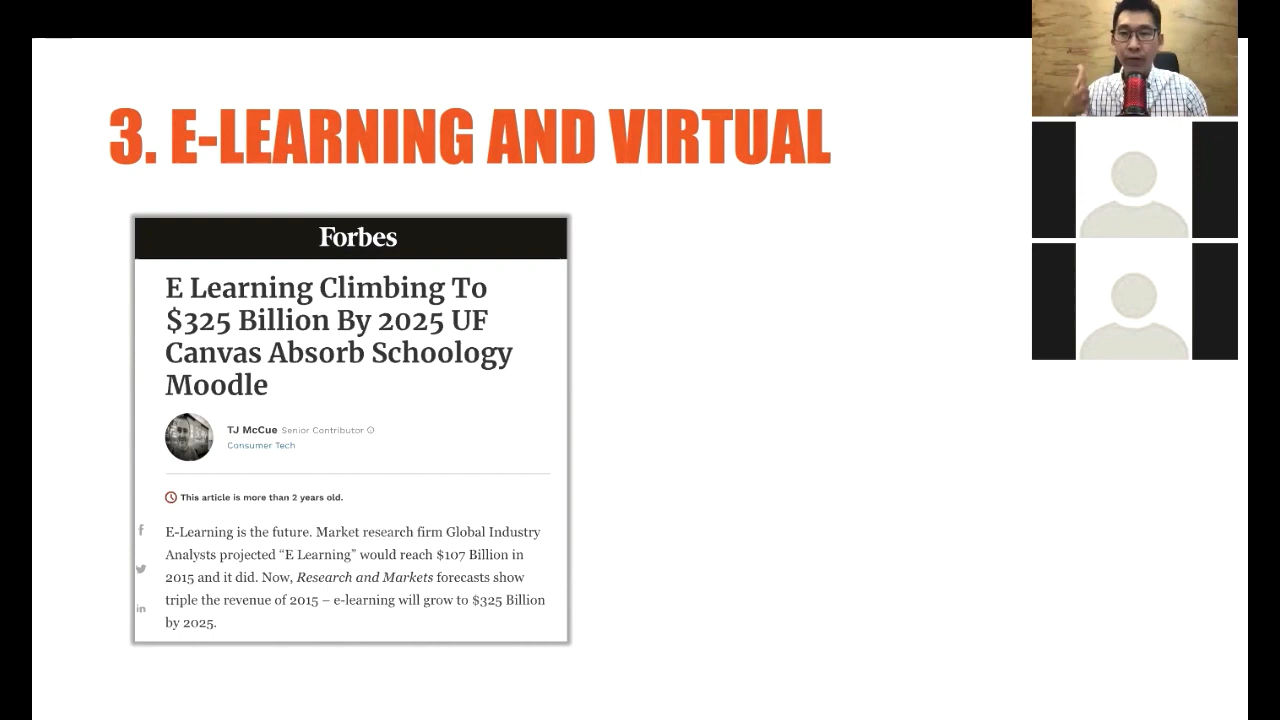 3. E-LEARNING AND VIRTUAL
Forbes
E Learning Climbing To
$325 Billion By 2025 UF
Canvas Absorb Schoology
Moodle
TJ McCue Senior Contributor
Consumer Tech
This article is more than 2 years old.
E-Learning is the future. Market research firm Global Industry
Analysts projected “E Learning” would reach $107 Billion in
2015 and it did. Now, Research and Markets forecasts show
triple the revenue of 2015 – e-learning will grow to $325 Billion
by 2025.